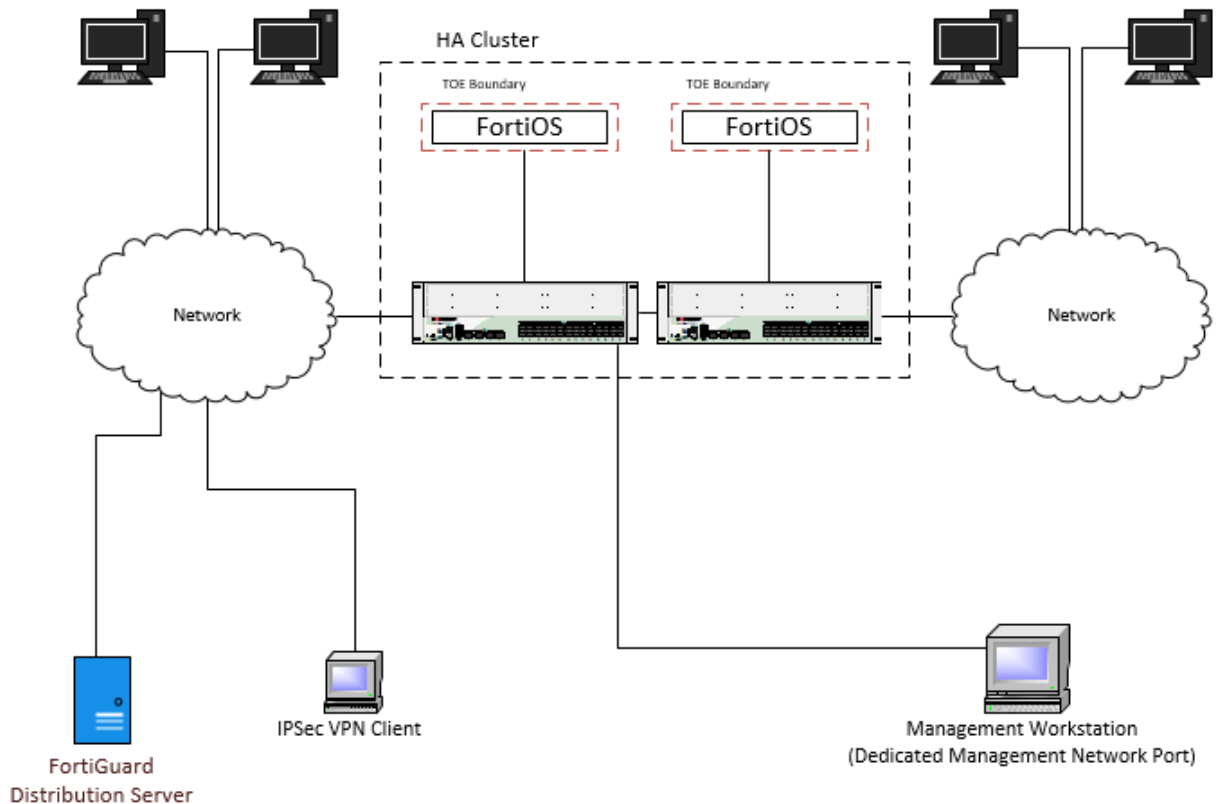 HA Cluster
TOE Boundary
TOE Boundary
FortiOS
FortiOS
Network
Network
IPSec VPN Client
Management Workstation
(Dedicated Management Network Port)
FortiGuard
Distribution Server